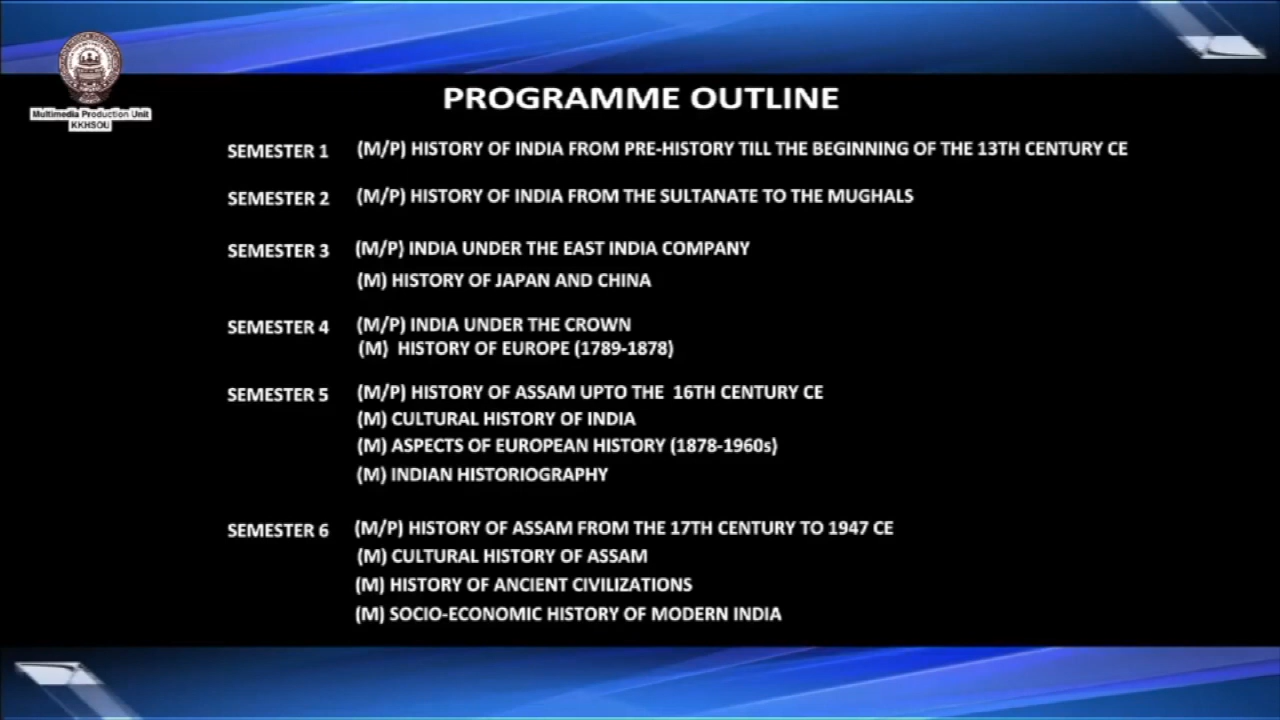 Multimedia Production Unit
KKHSOU
PROGRAMME OUTLINE
SEMESTER 1 (M/P) HISTORY OF INDIA FROM PRE-HISTORY TILL THE BEGINNING OF THE 13TH CENTURY CE
SEMESTER 2 (M/P) HISTORY OF INDIA FROM THE SULTANATE TO THE MUGHALS
SEMESTER 3 (M/P) INDIA UNDER THE EAST INDIA COMPANY
(M) HISTORY OF JAPAN AND CHINA
SEMESTER 4 (M/P) INDIA UNDER THE CROWN
(M) HISTORY OF EUROPE (1789-1878)
SEMESTER 5 (M/P) HISTORY OF ASSAM UPTO THE 16TH CENTURY CE
(M) CULTURAL HISTORY OF INDIA
(M) ASPECTS OF EUROPEAN HISTORY (1878-1960s)
(M) INDIAN HISTORIOGRAPHY
SEMESTER 6 (M/P) HISTORY OF ASSAM FROM THE 17TH CENTURY TO 1947 CE
(M) CULTURAL HISTORY OF ASSAM
(M) HISTORY OF ANCIENT CIVILIZATIONS
(M) SOCIO-ECONOMIC HISTORY OF MODERN INDIA